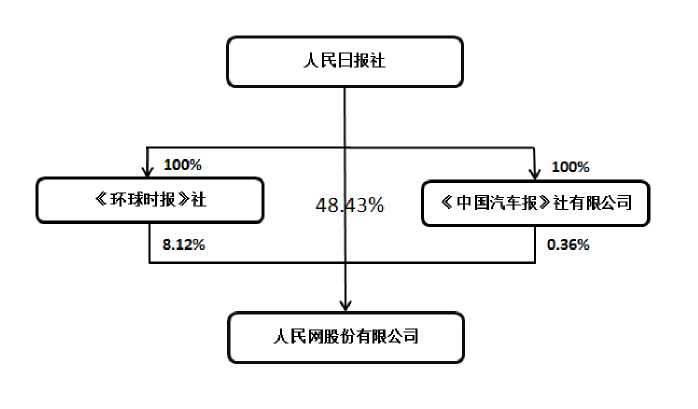 人民日报社
100%
100%
《环球时报》社
48.43%
《中国汽车报》社有限公司
8.12%
0.36%
人民网股份有限公司